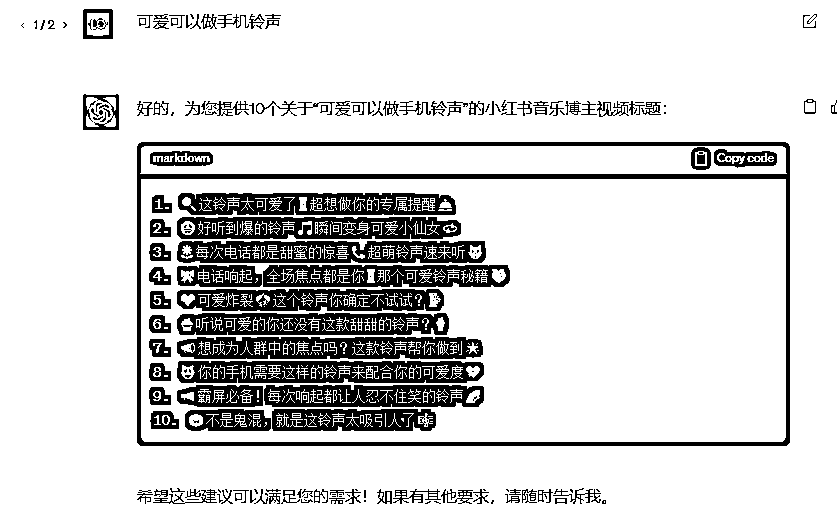 1/2
可爱可以做手机铃声
好的，为您提供10个关于“可爱可以做手机铃声”的小红书音乐博主视频标题：
markdown
Copy code
1. 这铃声太可爱了 超想做你的专属提醒
2. 好听到爆的铃声🎵瞬间变身可爱小仙女
3. 每次电话都是甜蜜的惊喜📞超萌铃声速来听
4. 电话响起，全场焦点都是你 那个可爱铃声秘籍
5. 可爱炸裂 这个铃声你确定不试试？
6. 听说可爱的你还没有这款甜甜的铃声？
7. 想成为人群中的焦点吗？这款铃声帮你做到
8. 你的手机需要这样的铃声来配合你的可爱度
9. 霸屏必备！每次响起都让人忍不住笑的铃声
10. 不是鬼混，就是这铃声太吸引人了
希望这些建议可以满足您的需求！如果有其他要求，请随时告诉我。